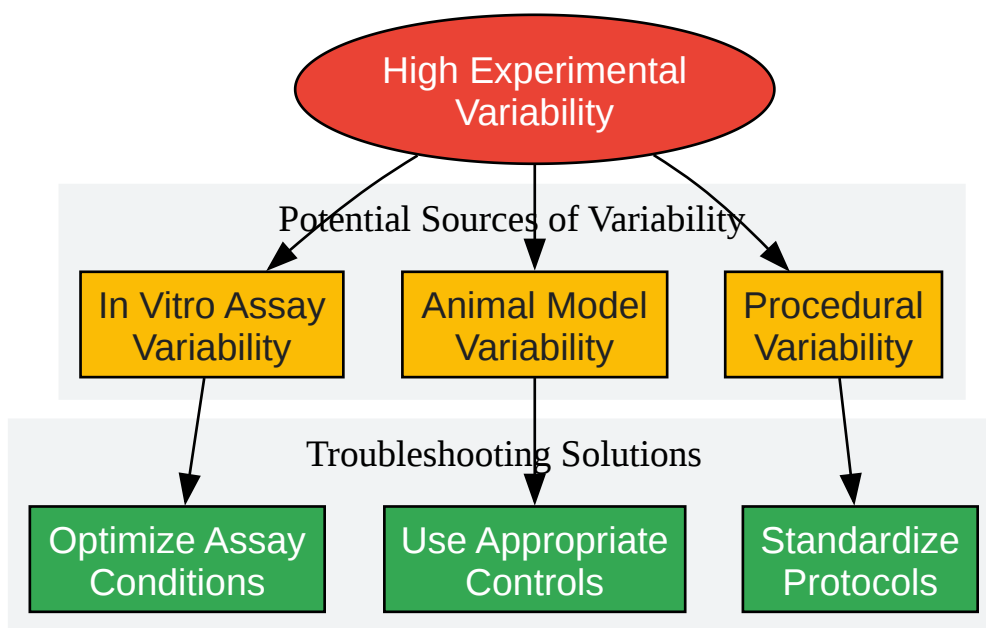 High Experimental
Variability
Potential Sources of Variability
In Vitro Assay
Variability
Animal Model
Variability
Procedural
Variability
Troubleshooting Solutions
Optimize Assay
Conditions
Use Appropriate
Controls
Standardize
Protocols